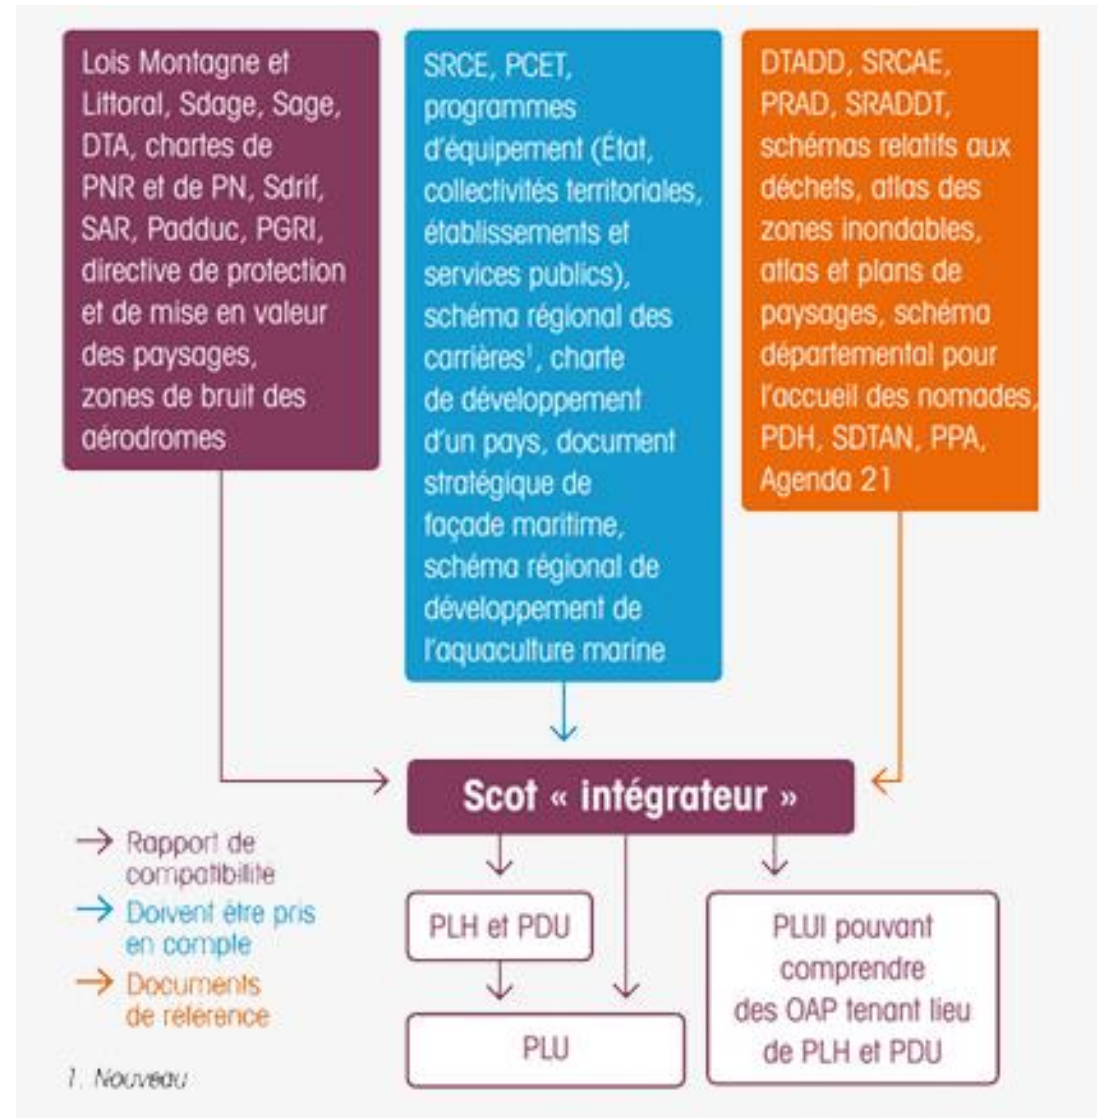 Lois Montagne et
Littoral, Sdage, Sage,
DTA, chartes de
PNR et de PN, Sdrif,
SAR, Padduc, PGRI,
directive de protection
et de mise en valeur
des paysages,
zones de bruit des
aérodromes
SRCE, PCET,
programmes
d'équipement (État,
collectivités territoriales,
établissements et
services publics),
schéma régional des
carrières¹, charte
de développement
d'un pays, document
stratégique de
façade maritime,
schéma régional de
développement de
l'aquaculture marine
DTADD, SRCAE,
PRAD, SRADDT,
schémas relatifs aux
déchets, atlas des
zones inondables,
atlas et plans de
paysages, schéma
départemental pour
l'accueil des nomades,
PDH, SDTAN, PPA,
Agenda 21
Scot « intégrateur »
Rapport de
compatibilité
Doivent être pris
en compte
Documents
de référence
1. Nouveau
PLH et PDU
PLU
PLUI pouvant
comprendre
des OAP tenant lieu
de PLH et PDU